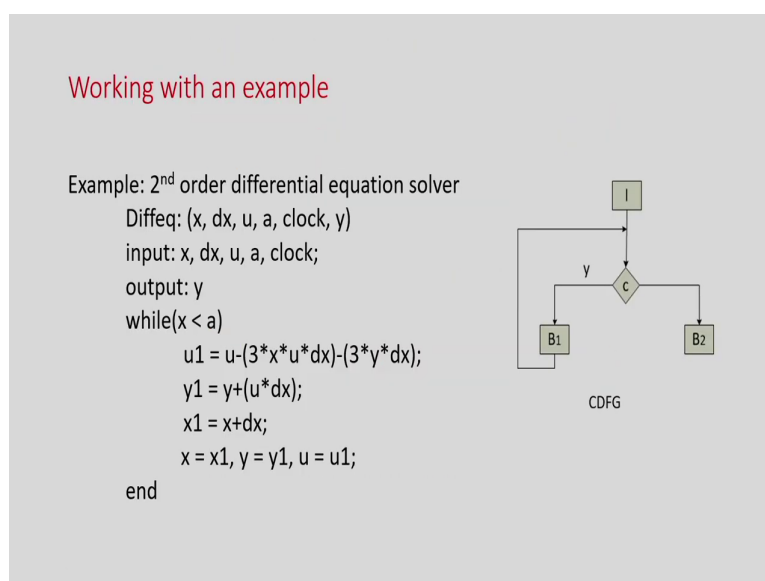 Working with an example
Example: 2nd order differential equation solver
Diffeq: (x, dx, u, a, clock, y)
input: x, dx, u, a, clock;
output: y
while(x < a)
u1 = u-(3*x*u*dx)-(3*y*dx);
y1 = y+(u*dx);
x1 = x+dx;
x = x1, y = y1, u = u1;
end
I
y
c
B1
B2
CDFG